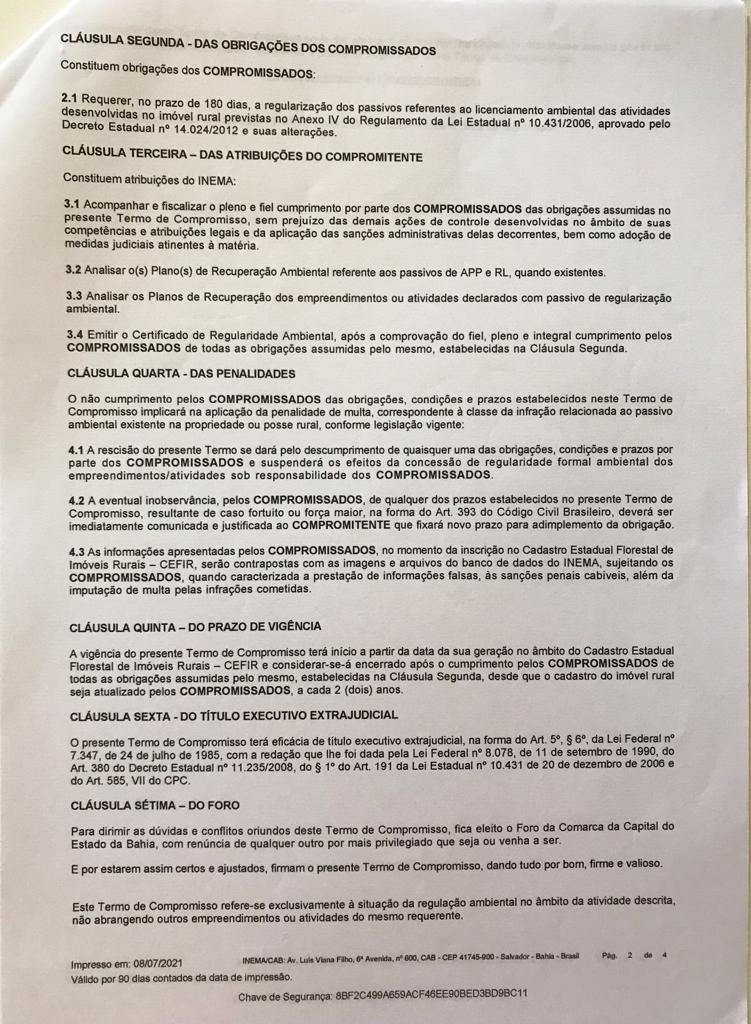 CLÁUSULA SEGUNDA - DAS OBRIGAÇÕES DOS COMPROMISSADOS
Constituem obrigações dos COMPROMISSADOS:
2.1 Requerer, no prazo de 180 dias, a regularização dos passivos referentes ao licenciamento ambiental das atividades
desenvolvidas no imóvel rural previstas no Anexo IV do Regulamento da Lei Estadual nº 10.431/2006, aprovado pelo
Decreto Estadual nº 14.024/2012 e suas alterações.
CLÁUSULA TERCEIRA – DAS ATRIBUIÇÕES DO COMPROMITENTE
Constituem atribuições do INEMA:
3.1 Acompanhar e fiscalizar o pleno e fiel cumprimento por parte dos COMPROMISSADOS das obrigações assumidas no
presente Termo de Compromisso, sem prejuízo das demais ações de controle desenvolvidas no âmbito de suas
competências e atribuições legais e da aplicação das sanções administrativas delas decorrentes, bem como adoção de
medidas judiciais atinentes à matéria.
3.2 Analisar o(s) Plano(s) de Recuperação Ambiental referente aos passivos de APP e RL, quando existentes.
3.3 Analisar os Planos de Recuperação dos empreendimentos ou atividades declarados com passivo de regularização
ambiental.
3.4 Emitir o Certificado de Regularidade Ambiental, após a comprovação do fiel, pleno e integral cumprimento pelos
COMPROMISSADOS de todas as obrigações assumidas pelo mesmo, estabelecidas na Cláusula Segunda.
CLÁUSULA QUARTA - DAS PENALIDADES
O não cumprimento pelos COMPROMISSADOS das obrigações, condições e prazos estabelecidos neste Termo de
Compromisso implicará na aplicação da penalidade de multa, correspondente à classe da infração relacionada ao passivo
ambiental existente na propriedade ou posse rural, conforme legislação vigente:
4.1 A rescisão do presente Termo se dará pelo descumprimento de quaisquer uma das obrigações, condições e prazos por
parte dos COMPROMISSADOS e suspenderá os efeitos da concessão de regularidade formal ambiental dos
empreendimentos/atividades sob responsabilidade dos COMPROMISSADOS.
4.2 A eventual inobservância, pelos COMPROMISSADOS, de qualquer dos prazos estabelecidos no presente Termo de
Compromisso, resultante de caso fortuito ou força maior, na forma do Art. 393 do Código Civil Brasileiro, deverá ser
imediatamente comunicada e justificada ao COMPROMITENTE que fixará novo prazo para adimplemento da obrigação.
4.3 As informações apresentadas pelos COMPROMISSADOS, no momento da inscrição no Cadastro Estadual Florestal de
Imóveis Rurais – CEFIR, serão contrapostas com as imagens e arquivos do banco de dados do INEMA, sujeitando os
COMPROMISSADOS, quando caracterizada a prestação de informações falsas, às sanções penais cabíveis, além da
imputação de multa pelas infrações cometidas.
CLÁUSULA QUINTA – DO PRAZO DE VIGÊNCIA
A vigência do presente Termo de Compromisso terá início a partir da data da sua geração no âmbito do Cadastro Estadual
Florestal de Imóveis Rurais – CEFIR e considerar-se-á encerrado após o cumprimento pelos COMPROMISSADOS de
todas as obrigações assumidas pelo mesmo, estabelecidas na Cláusula Segunda, desde que o cadastro do imóvel rural
seja atualizado pelos COMPROMISSADOS, a cada 2 (dois) anos.
CLÁUSULA SEXTA - DO TÍTULO EXECUTIVO EXTRAJUDICIAL
O presente Termo de Compromisso terá eficácia de título executivo extrajudicial, na forma do Art. 5º, § 6º, da Lei Federal nº
7.347, de 24 de julho de 1985, com a redação que lhe foi dada pela Lei Federal nº 8.078, de 11 de setembro de 1990, do
Art. 380 do Decreto Estadual nº 11.235/2008, do § 1º do Art. 191 da Lei Estadual nº 10.431 de 20 de dezembro de 2006 e
do Art. 585, VII do CPC.
CLÁUSULA SÉTIMA – DO FORO
Para dirimir as dúvidas e conflitos oriundos deste Termo de Compromisso, fica eleito o Foro da Comarca da Capital do
Estado da Bahia, com renúncia de qualquer outro por mais privilegiado que seja ou venha a ser.
E por estarem assim certos e ajustados, firmam o presente Termo de Compromisso, dando tudo por bom, firme e valioso.
Este Termo de Compromisso refere-se exclusivamente à situação da regulação ambiental no âmbito da atividade descrita,
não abrangendo outros empreendimentos ou atividades do mesmo requerente.
Impresso em: 08/07/2021
INEMA/CAB: Av. Luis Viana Filho, 6ª Avenida, nº 600, CAB - CEP 41745-900 - Salvador - Bahia - Brasil Pág. 2 de 4
Válido por 90 dias contados da data de impressão.
Chave de Segurança: 8BF2C499A659ACF46EE90BED3BD9BC11